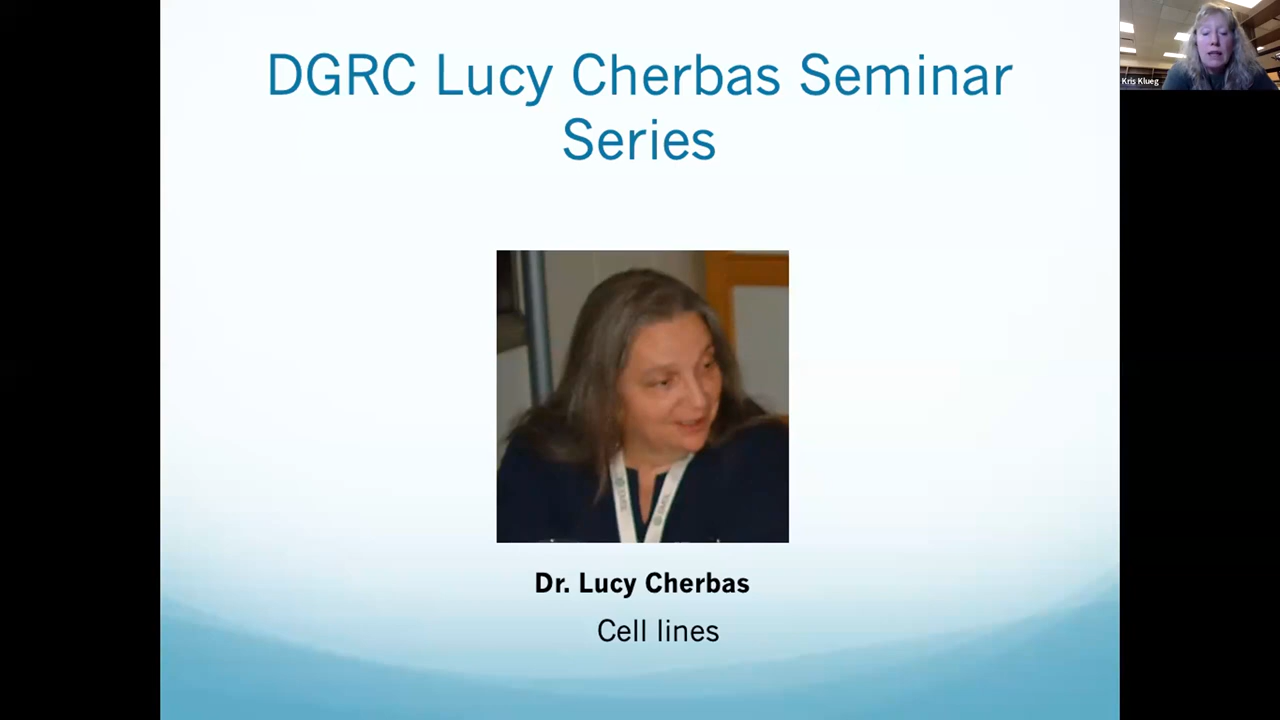 DGRC Lucy Cherbas Seminar
Series
Kris Klueg
Dr. Lucy Cherbas
Cell lines